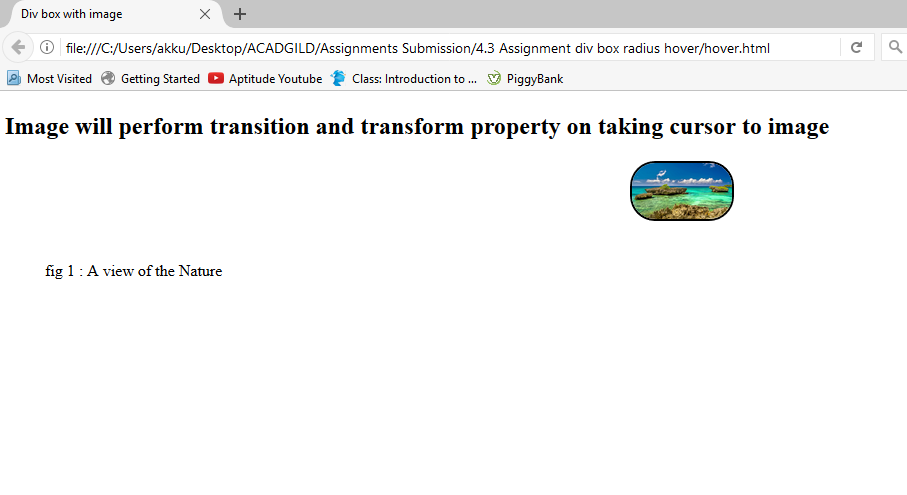 Div box with image
file:///C:/Users/akku/Desktop/ACADGILD/Assignments Submission/4.3 Assignment div box radius hover/hover.html
Most Visited Getting Started Aptitude Youtube Class: Introduction to ... PiggyBank
Image will perform transition and transform property on taking cursor to image
fig 1 : A view of the Nature